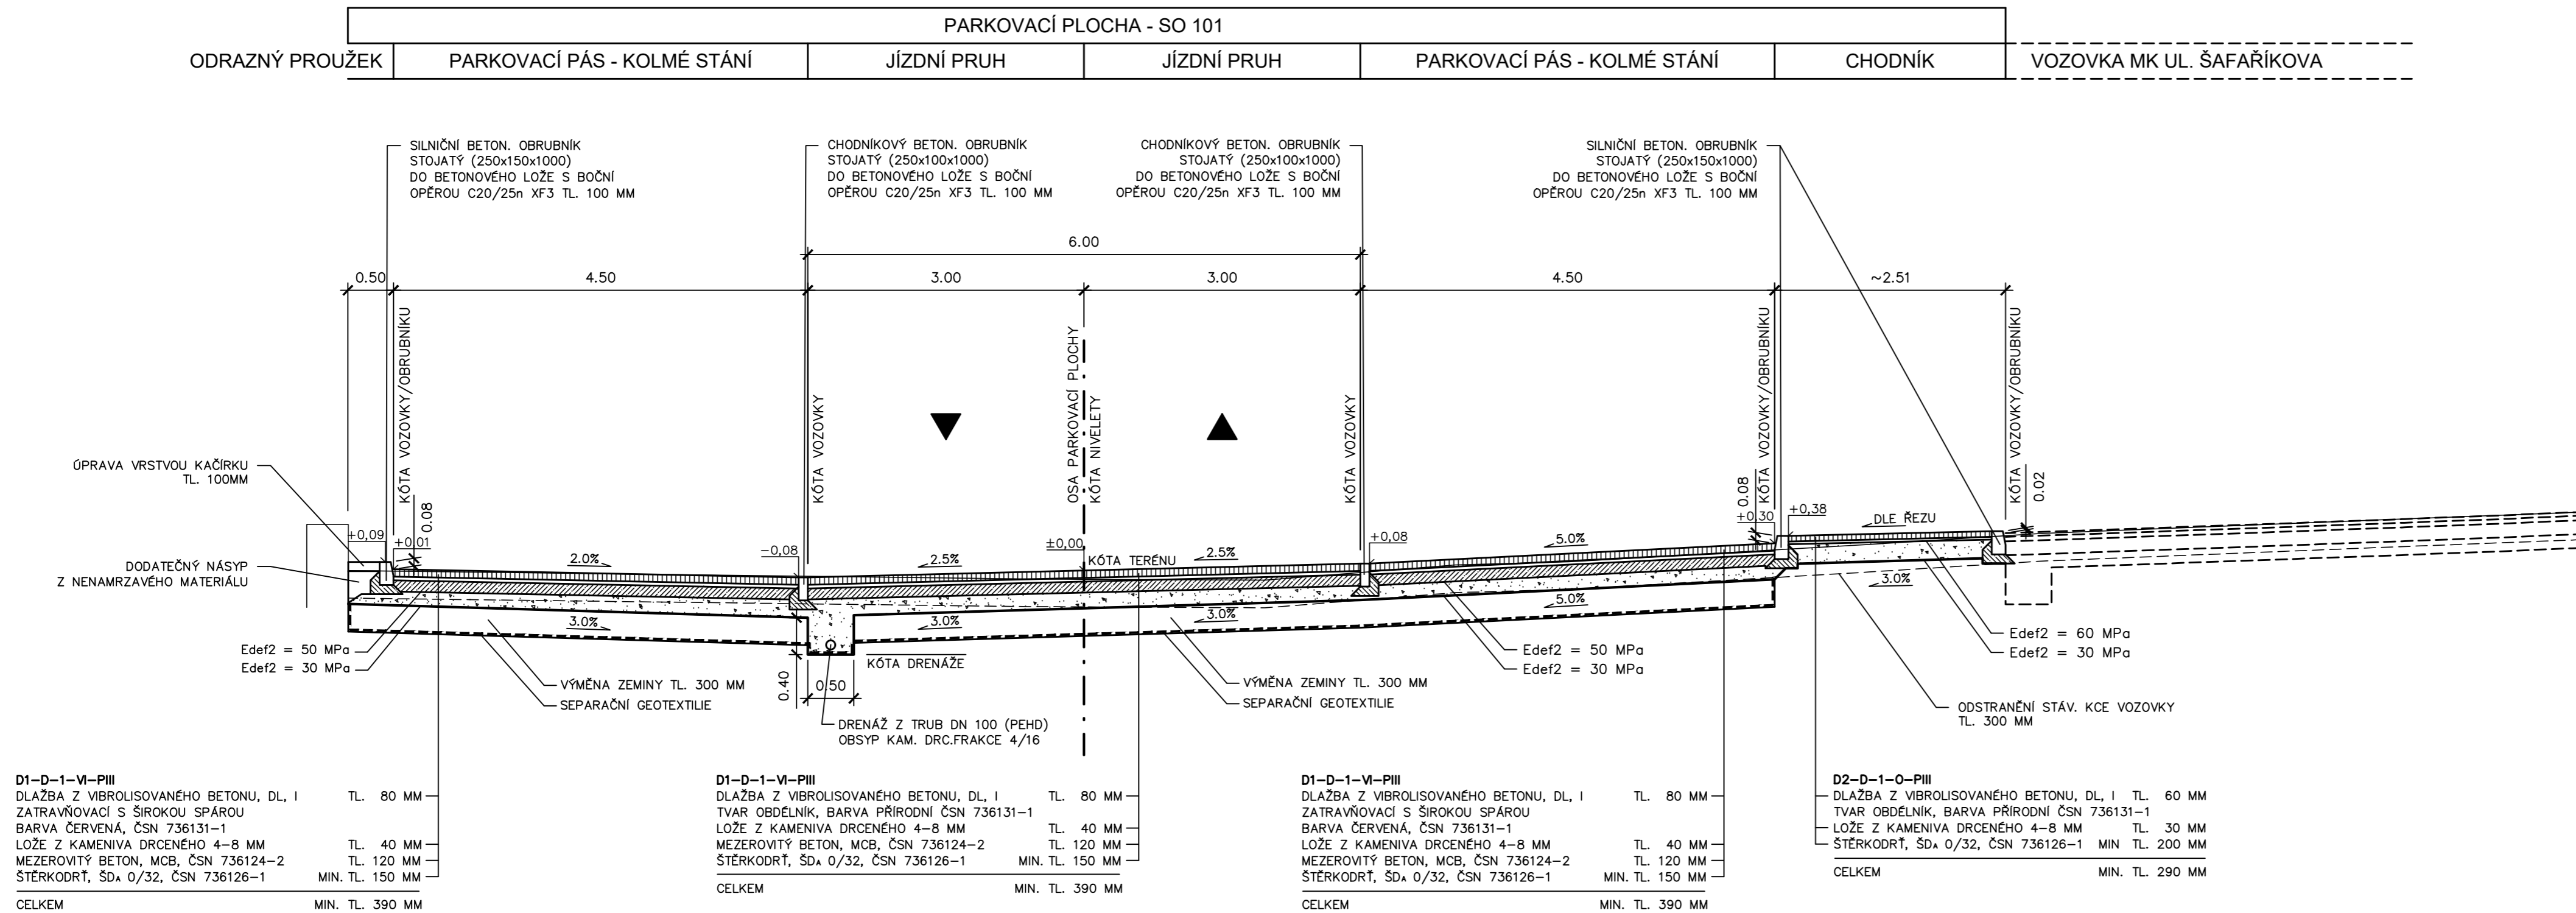 PARKOVACÍ PLOCHA - SO 101
ODRAZNÝ PROUŽEK
PARKOVACÍ PÁS - KOLMÉ STÁNÍ
JÍZDNÍ PRUH
JÍZDNÍ PRUH
PARKOVACÍ PÁS - KOLMÉ STÁNÍ
CHODNÍK
VOZOVKA MK UL. ŠAFAŘÍKOVA
SILNIČNÍ BETON. OBRUBNÍK
STOJATÝ (250x150x1000)
DO BETONOVÉHO LOŽE S BOČNÍ
OPĚROU C20/25n XF3 TL. 100 MM
CHODNÍKOVÝ BETON. OBRUBNÍK
STOJATÝ (250x100x1000)
DO BETONOVÉHO LOŽE S BOČNÍ
OPĚROU C20/25n XF3 TL. 100 MM
CHODNÍKOVÝ BETON. OBRUBNÍK
STOJATÝ (250x100x1000)
DO BETONOVÉHO LOŽE S BOČNÍ
OPĚROU C20/25n XF3 TL. 100 MM
SILNIČNÍ BETON. OBRUBNÍK
STOJATÝ (250x150x1000)
DO BETONOVÉHO LOŽE S BOČNÍ
OPĚROU C20/25n XF3 TL. 100 MM
6.00
0.50
4.50
3.00
3.00
4.50
~2.51
KÓTA VOZOVKY/OBRUBNÍKU
KÓTA VOZOVKY
OSA PARKOVACÍ PLOCHY
KÓTA NIVELETY
KÓTA VOZOVKY
KÓTA VOZOVKY/OBRUBNÍKU
KÓTA VOZOVKY/OBRUBNÍKU
0.08
0.08
0.02
ÚPRAVA VRSTVOU KAČÍRKU
TL. 100MM
DODATEČNÝ NÁSYP
Z NENAMRZAVÉHO MATERIÁLU
+0,09
+0,01
-0,08
±0,00
+0,08
+0,30
+0,38
2.0%
2.5%
KÓTA TERÉNU
2.5%
5.0%
DLE ŘEZU
3.0%
3.0%
3.0%
5.0%
3.0%
Edef2 = 50 MPa
Edef2 = 30 MPa
VÝMĚNA ZEMINY TL. 300 MM
SEPARAČNÍ GEOTEXTILIE
0.40
0.50
KÓTA DRENÁŽE
DRENÁŽ Z TRUB DN 100 (PEHD)
OBSYP KAM. DRC.FRAKCE 4/16
VÝMĚNA ZEMINY TL. 300 MM
SEPARAČNÍ GEOTEXTILIE
Edef2 = 50 MPa
Edef2 = 30 MPa
Edef2 = 60 MPa
Edef2 = 30 MPa
ODSTRANĚNÍ STÁV. KCE VOZOVKY
TL. 300 MM
D1-D-1-VI-PIII
DLAŽBA Z VIBROLISOVANÉHO BETONU, DL, I TL. 80 MM
ZATRAVŇOVACÍ S ŠIROKOU SPÁROU
BARVA ČERVENÁ, ČSN 736131-1
LOŽE Z KAMENIVA DRCENÉHO 4-8 MM TL. 40 MM
MEZEROVITÝ BETON, MCB, ČSN 736124-2 TL. 120 MM
ŠTĚRKODRŤ, ŠDA 0/32, ČSN 736126-1 MIN. TL. 150 MM
CELKEM MIN. TL. 390 MM
D1-D-1-VI-PIII
DLAŽBA Z VIBROLISOVANÉHO BETONU, DL, I TL. 80 MM
TVAR OBDÉLNÍK, BARVA PŘÍRODNÍ ČSN 736131-1
LOŽE Z KAMENIVA DRCENÉHO 4-8 MM TL. 40 MM
MEZEROVITÝ BETON, MCB, ČSN 736124-2 TL. 120 MM
ŠTĚRKODRŤ, ŠDA 0/32, ČSN 736126-1 MIN. TL. 150 MM
CELKEM MIN. TL. 390 MM
D1-D-1-VI-PIII
DLAŽBA Z VIBROLISOVANÉHO BETONU, DL, I TL. 80 MM
ZATRAVŇOVACÍ S ŠIROKOU SPÁROU
BARVA ČERVENÁ, ČSN 736131-1
LOŽE Z KAMENIVA DRCENÉHO 4-8 MM TL. 40 MM
MEZEROVITÝ BETON, MCB, ČSN 736124-2 TL. 120 MM
ŠTĚRKODRŤ, ŠDA 0/32, ČSN 736126-1 MIN. TL. 150 MM
CELKEM MIN. TL. 390 MM
D2-D-1-O-PIII
DLAŽBA Z VIBROLISOVANÉHO BETONU, DL, I TL. 60 MM
TVAR OBDÉLNÍK, BARVA PŘÍRODNÍ ČSN 736131-1
LOŽE Z KAMENIVA DRCENÉHO 4-8 MM TL. 30 MM
ŠTĚRKODRŤ, ŠDA 0/32, ČSN 736126-1 MIN TL. 200 MM
CELKEM MIN. TL. 290 MM